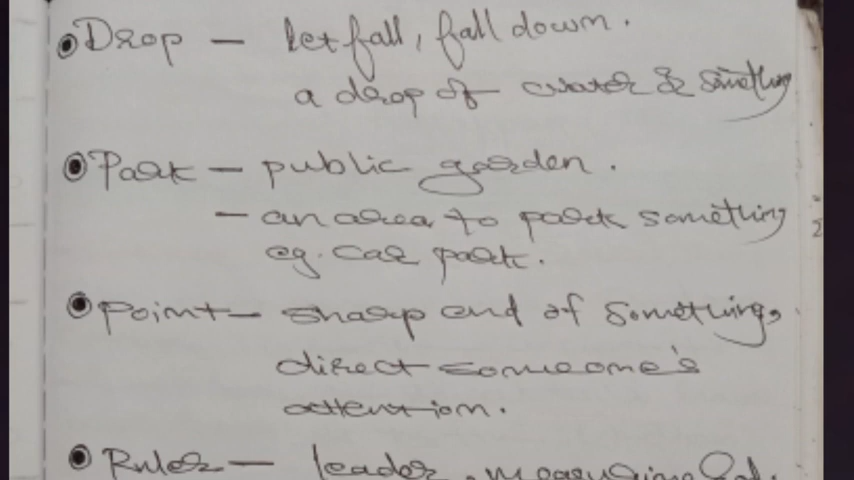 Drop – let fall, fall down.
a drop of water & something
Park – public garden.
– an area to park something
eg. car park.
Point – sharp end of something,
direct someone's
attention.
Ruler – leader, measuring